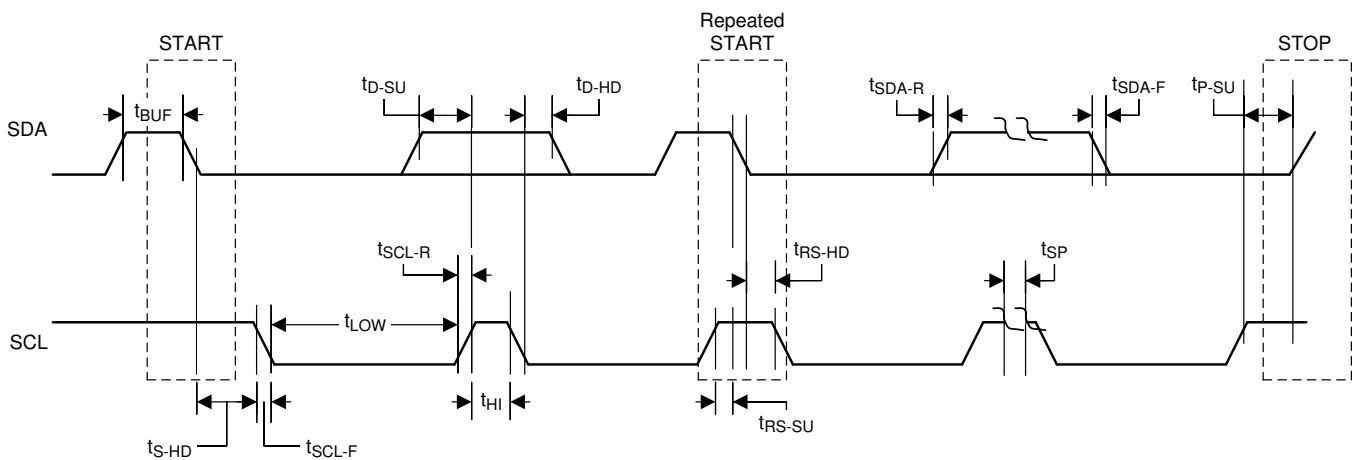 Repeated
START START STOP
tD-SU tD-HD tSDA-R tSDA-F tP-SU
tBUF
SDA
tSCL-R tRS-HD tSP
tLOW
SCL
tHI
tRS-SU
tS-HD tSCL-F